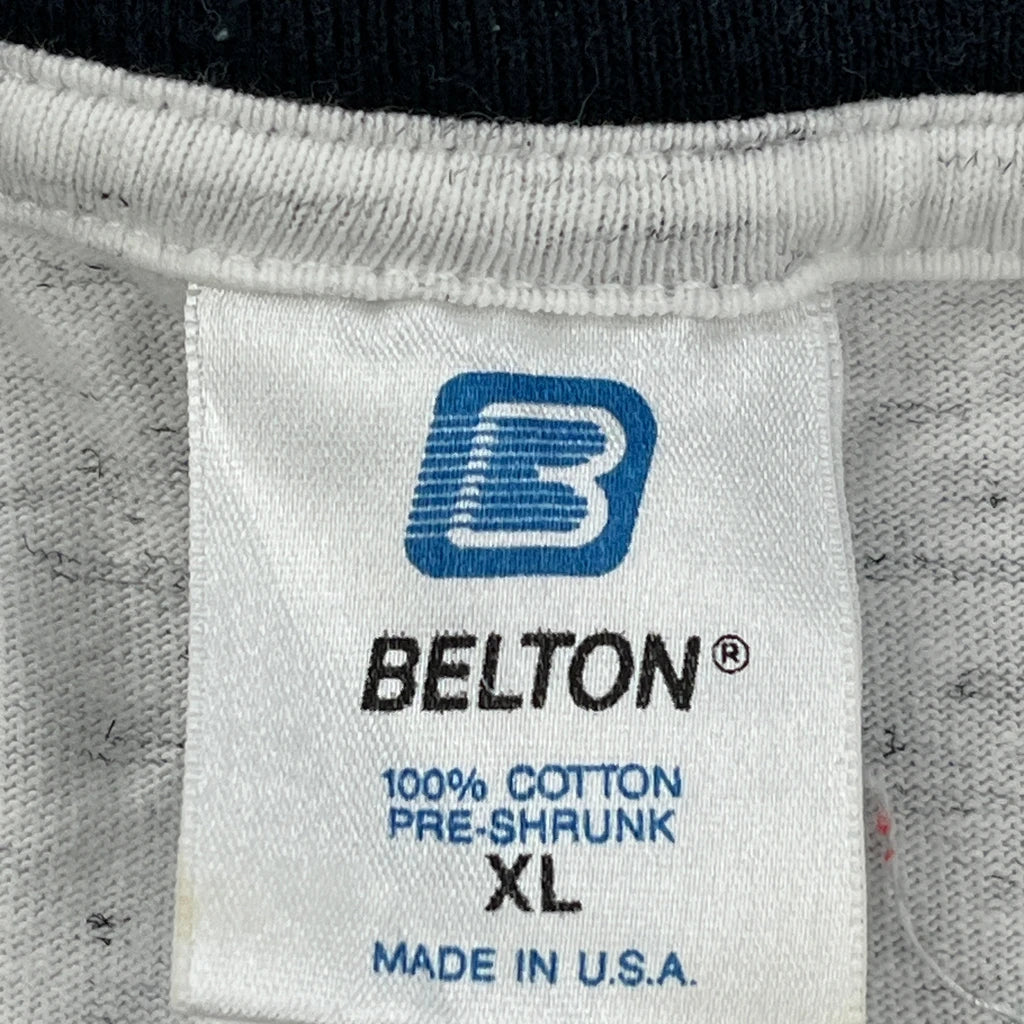 B
BELTON®
100% COTTON
PRE-SHRUNK
XL
MADE IN U.S.A.